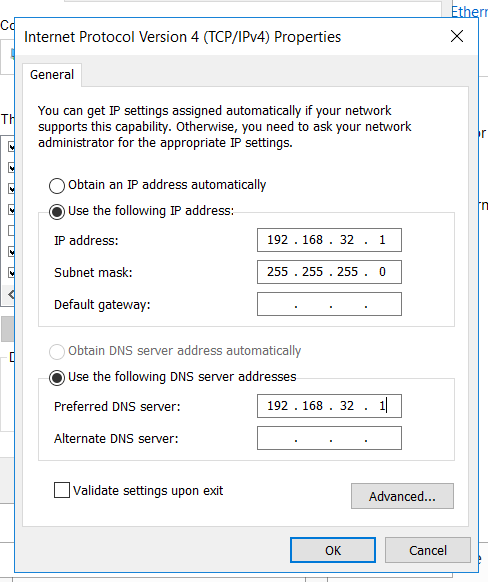 Co
Ethern
Internet Protocol Version 4 (TCP/IPv4) Properties
General
Th
You can get IP settings assigned automatically if your network
supports this capability. Otherwise, you need to ask your network
administrator for the appropriate IP settings.
or
Obtain an IP address automatically
Use the following IP address:
rn
IP address: 192 . 168 . 32 . 1
Subnet mask: 255 . 255 . 255 . 0
Default gateway: . . .
Obtain DNS server address automatically
D
Use the following DNS server addresses
Preferred DNS server: 192 . 168 . 32 . 1
Alternate DNS server: . . .
Validate settings upon exit
Advanced...
OK
Cancel
e